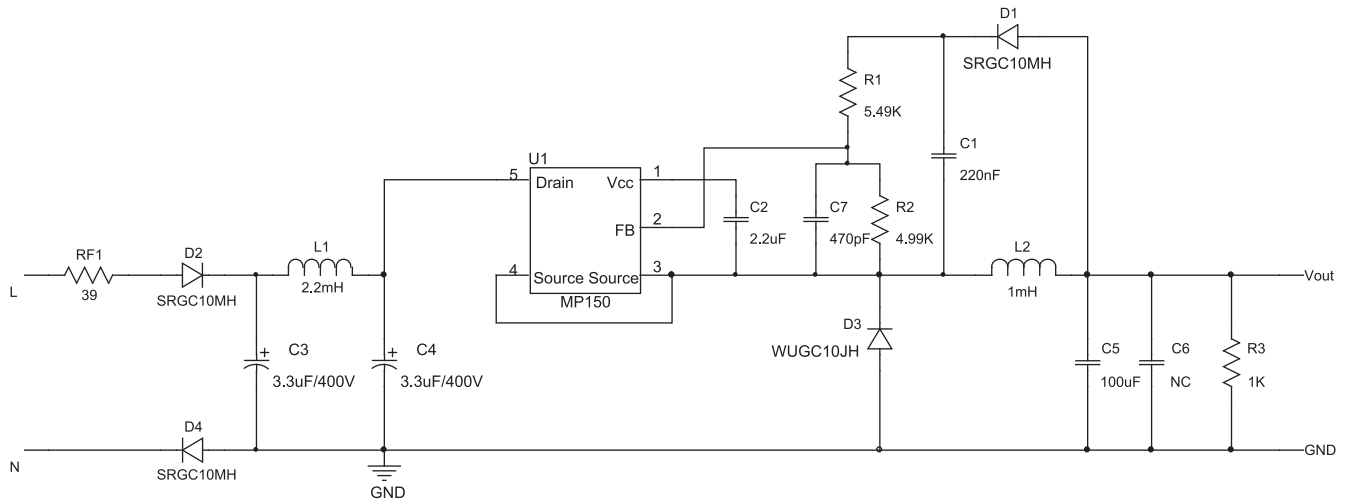 D1
SRGC10MH
R1
5.49K
C1
220nF
U1
5
Drain
Vcc
1
FB
2
4
Source Source
3
MP150
C2
2.2uF
C7
470pF
R2
4.99K
L
RF1
39
D2
SRGC10MH
L1
2.2mH
L2
1mH
Vout
C3
+
3.3uF/400V
C4
+
3.3uF/400V
D3
WUGC10JH
C5
100uF
C6
NC
R3
1K
N
D4
SRGC10MH
GND
GND